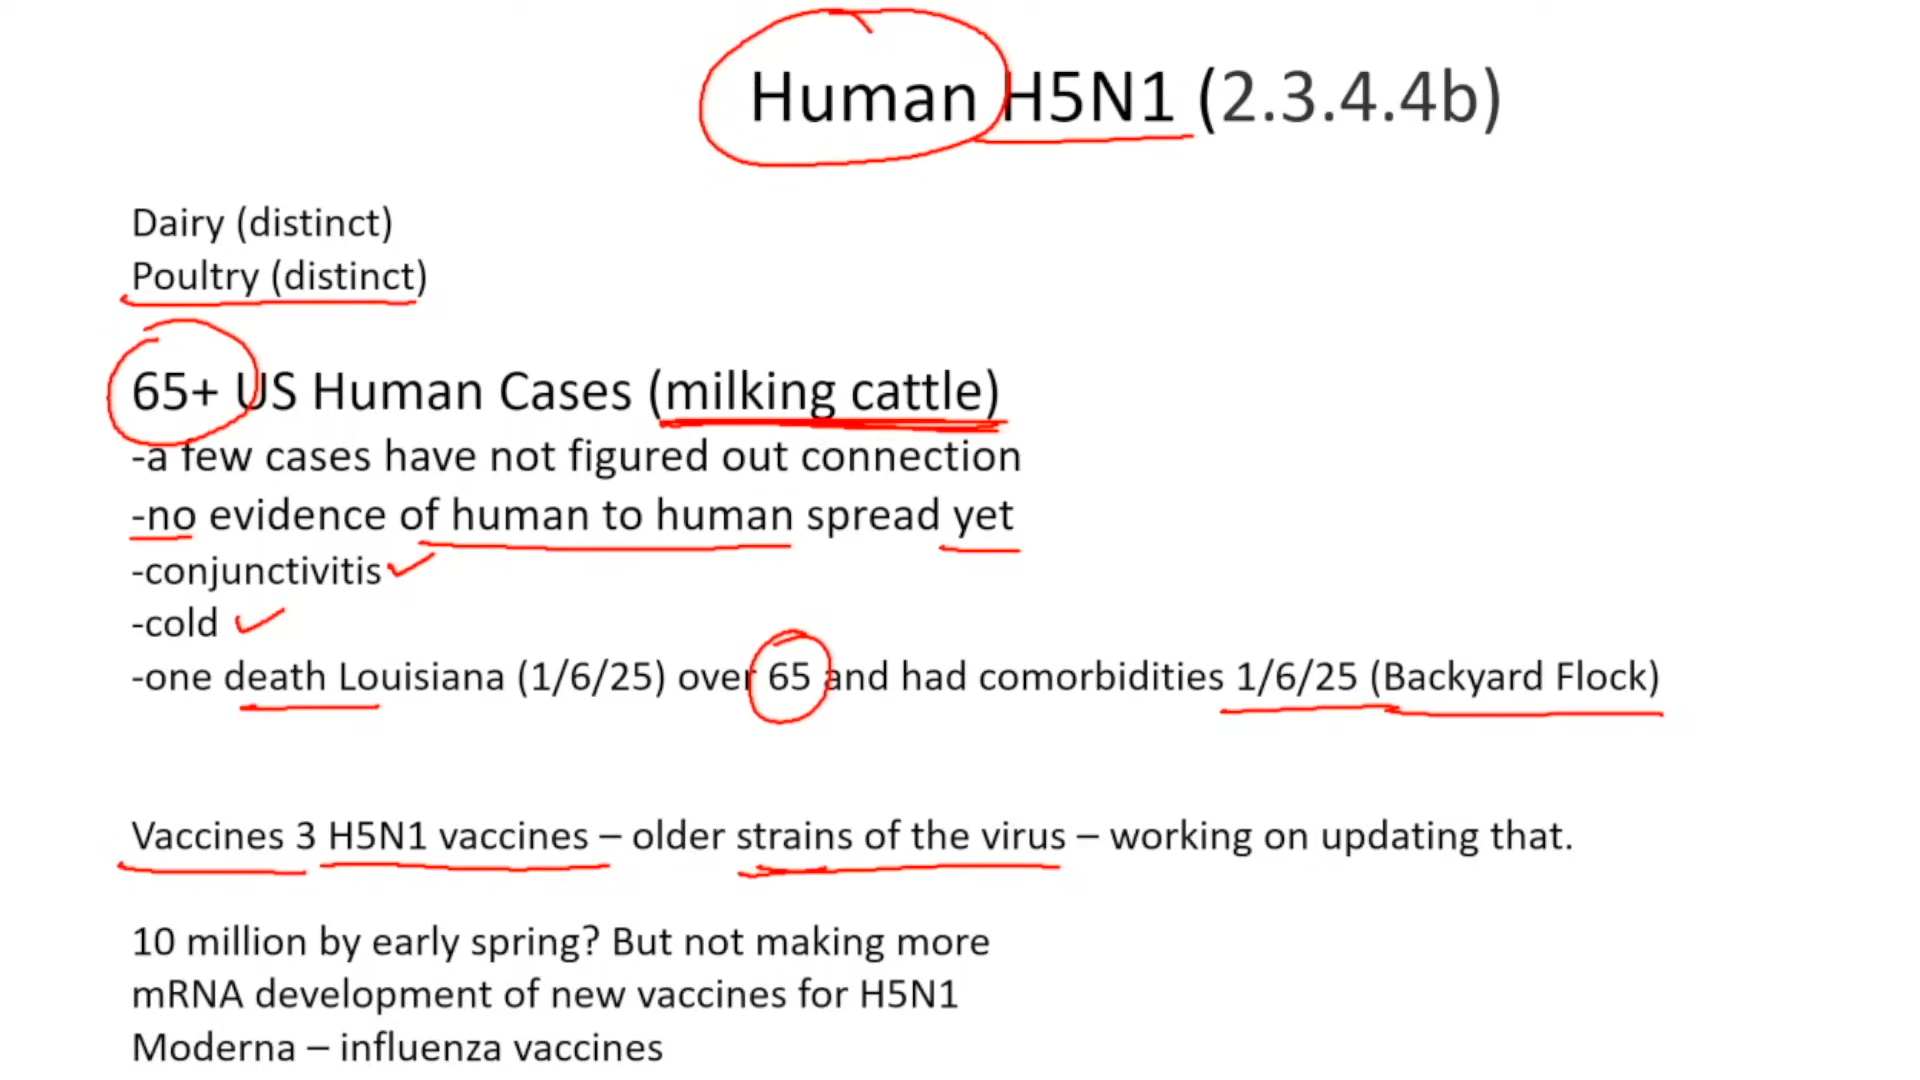 Human H5N1 (2.3.4.4b)
Dairy (distinct)
Poultry (distinct)
65+ US Human Cases (milking cattle)
-a few cases have not figured out connection
-no evidence of human to human spread yet
-conjunctivitis
-cold
-one death Louisiana (1/6/25) over 65 and had comorbidities 1/6/25 (Backyard Flock)
Vaccines 3 H5N1 vaccines – older strains of the virus – working on updating that.
10 million by early spring? But not making more
mRNA development of new vaccines for H5N1
Moderna – influenza vaccines